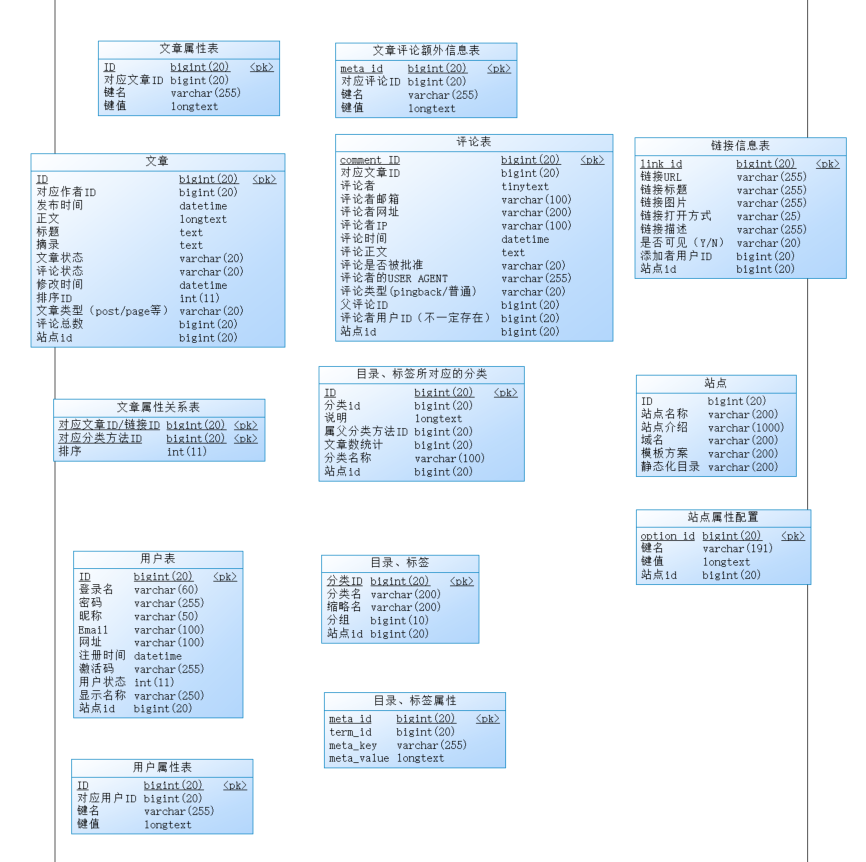 文章属性表
ID bigint(20) <pk>
对应文章ID bigint(20)
键名 varchar(255)
键值 longtext
文章评论额外信息表
meta_id bigint(20) <pk>
对应评论ID bigint(20)
键名 varchar(255)
键值 longtext
文章
ID bigint(20) <pk>
对应作者ID bigint(20)
发布时间 datetime
正文 longtext
标题 text
摘录 text
文章状态 varchar(20)
评论状态 varchar(20)
修改时间 datetime
排序ID int(11)
文章类型（post/page等） varchar(20)
评论总数 bigint(20)
站点id bigint(20)
评论表
comment_ID bigint(20) <pk>
对应文章ID bigint(20)
评论者 tinytext
评论者邮箱 varchar(100)
评论者网址 varchar(200)
评论者IP varchar(100)
评论时间 datetime
评论正文 text
评论是否被批准 varchar(20)
评论者的USER AGENT varchar(255)
评论类型(pingback/普通) varchar(20)
父评论ID bigint(20)
评论者用户ID（不一定存在） bigint(20)
站点id bigint(20)
链接信息表
link_id bigint(20) <pk>
链接URL varchar(255)
链接标题 varchar(255)
链接图片 varchar(255)
链接打开方式 varchar(25)
链接描述 varchar(255)
是否可见（Y/N） varchar(20)
添加者用户ID bigint(20)
站点id bigint(20)
文章属性关系表
对应文章ID/链接ID bigint(20) <pk>
对应分类方法ID bigint(20) <pk>
排序 int(11)
目录、标签所对应的分类
ID bigint(20) <pk>
分类id bigint(20)
说明 longtext
属父分类方法ID bigint(20)
文章数统计 bigint(20)
分类名称 varchar(100)
站点id bigint(20)
站点
ID bigint(20)
站点名称 varchar(200)
站点介绍 varchar(1000)
域名 varchar(200)
模板方案 varchar(200)
静态化目录 varchar(200)
站点属性配置
option_id bigint(20) <pk>
键名 varchar(191)
键值 longtext
站点id bigint(20)
用户表
ID bigint(20) <pk>
登录名 varchar(60)
密码 varchar(255)
昵称 varchar(50)
Email varchar(100)
网址 varchar(100)
注册时间 datetime
激活码 varchar(255)
用户状态 int(11)
显示名称 varchar(250)
站点id bigint(20)
目录、标签
分类ID bigint(20) <pk>
分类名 varchar(200)
缩略名 varchar(200)
分组 bigint(10)
站点id bigint(20)
目录、标签属性
meta_id bigint(20) <pk>
term_id bigint(20)
meta_key varchar(255)
meta_value longtext
用户属性表
ID bigint(20) <pk>
对应用户ID bigint(20)
键名 varchar(255)
键值 longtext